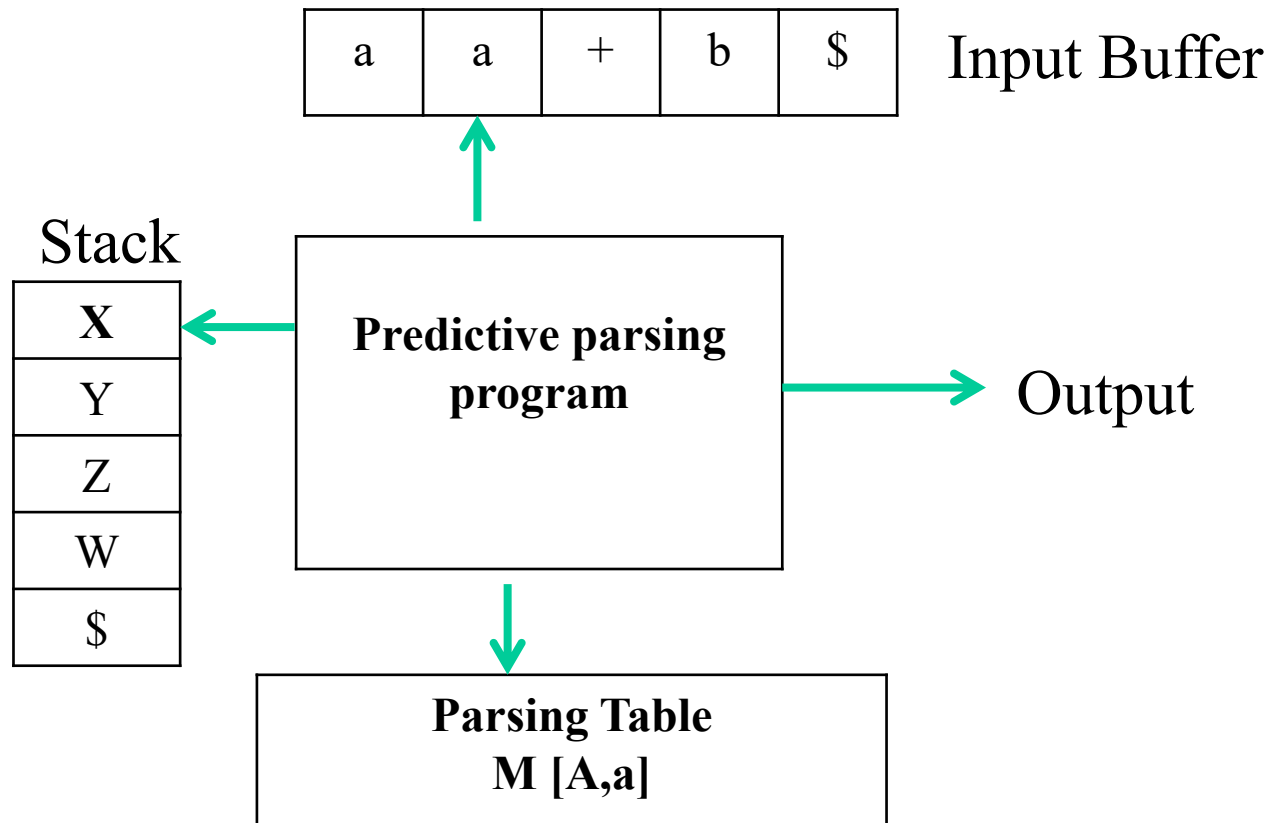 a a + b $ Input Buffer
Stack
X
Y
Z
W
$
Predictive parsing
program
Output
Parsing Table
M [A,a]